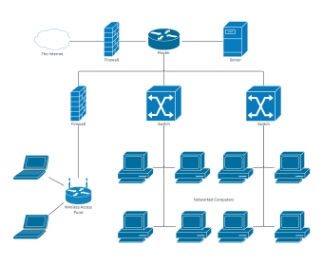 The Internet
Firewall
Router
Server
Firewall
Switch
Switch
Wireless Access
Point
Networked Computers